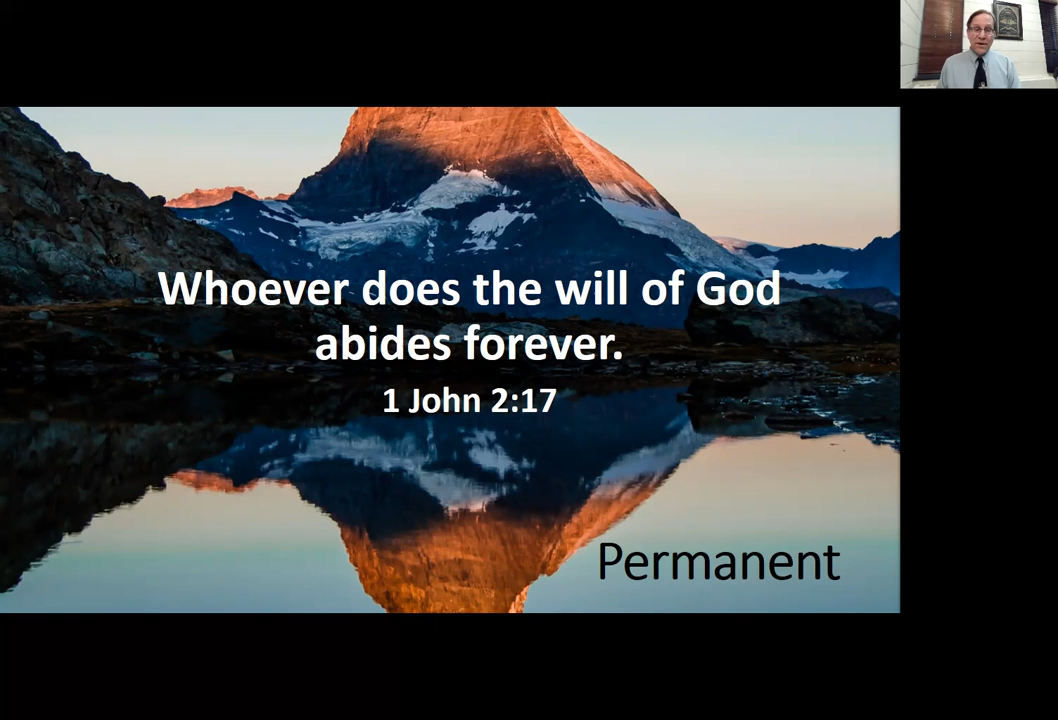 Whoever does the will of God
abides forever.
1 John 2:17
Permanent